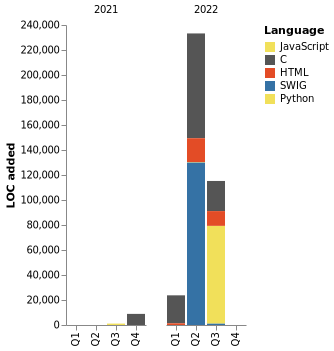 2021 2022
Language
JavaScript
C
HTML
SWIG
Python
LOC added
240,000
220,000
200,000
180,000
160,000
140,000
120,000
100,000
80,000
60,000
40,000
20,000
0
Q1 Q2 Q3 Q4 Q1 Q2 Q3 Q4